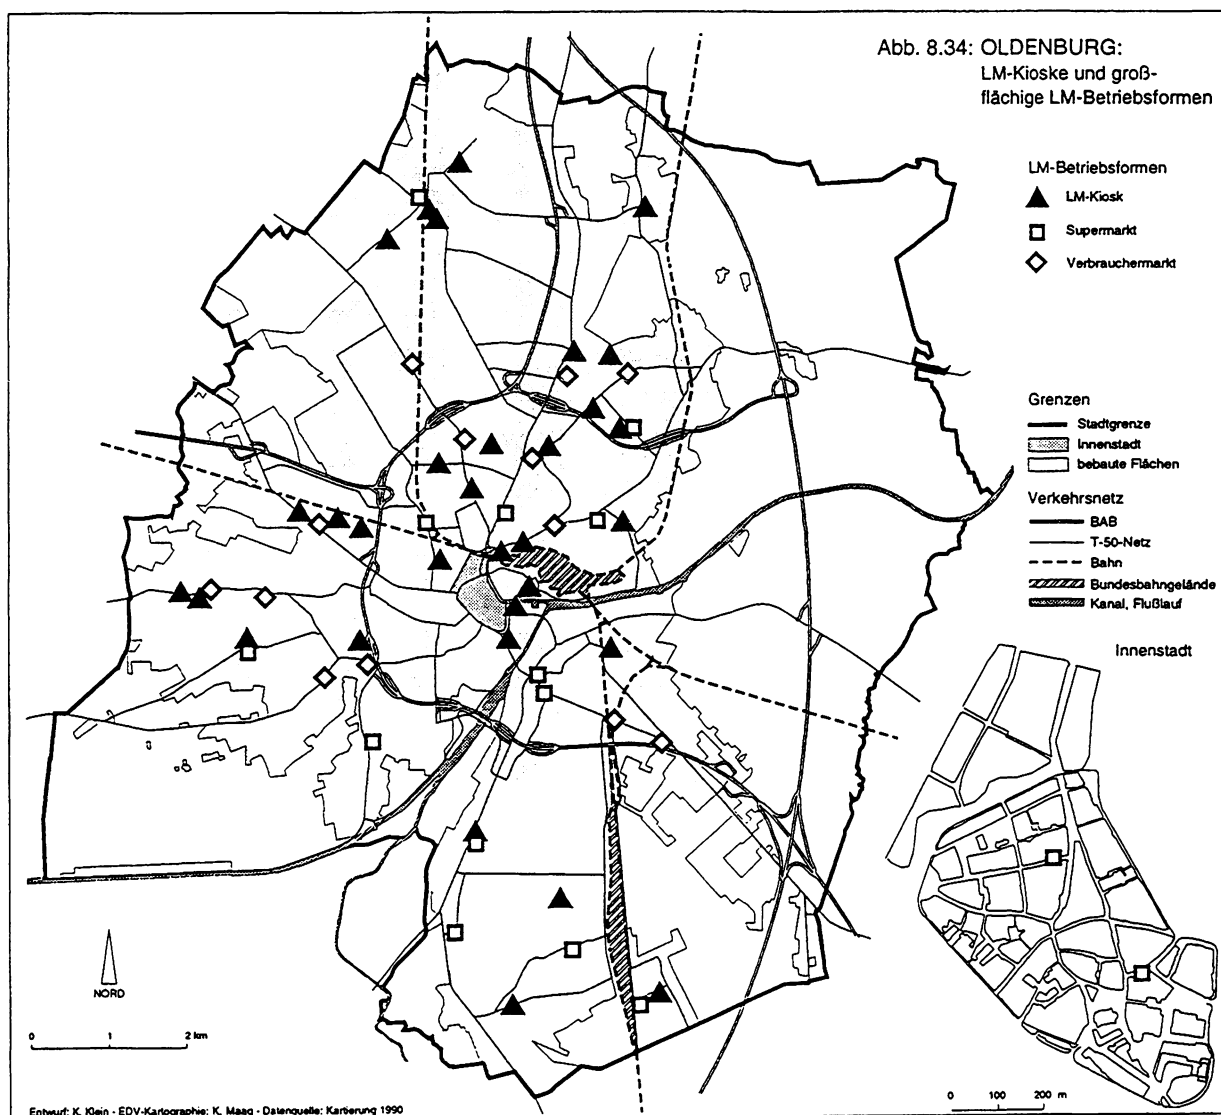 Abb. 8.34: OLDENBURG:
LM-Kioske und groß-
flächige LM-Betriebsformen
LM-Betriebsformen
LM-Kiosk
Supermarkt
Verbrauchermarkt
Grenzen
Stadtgrenze
Innenstadt
bebaute Flächen
Verkehrsnetz
BAB
T-50-Netz
Bahn
Bundesbahngelände
Kanal, Flußlauf
Innenstadt
NORD
0 1 2 km
0 100 200 m
Entwurf: K. Klein - EDV-Kartographie: K. Maag - Datenquelle: Kartierung 1990